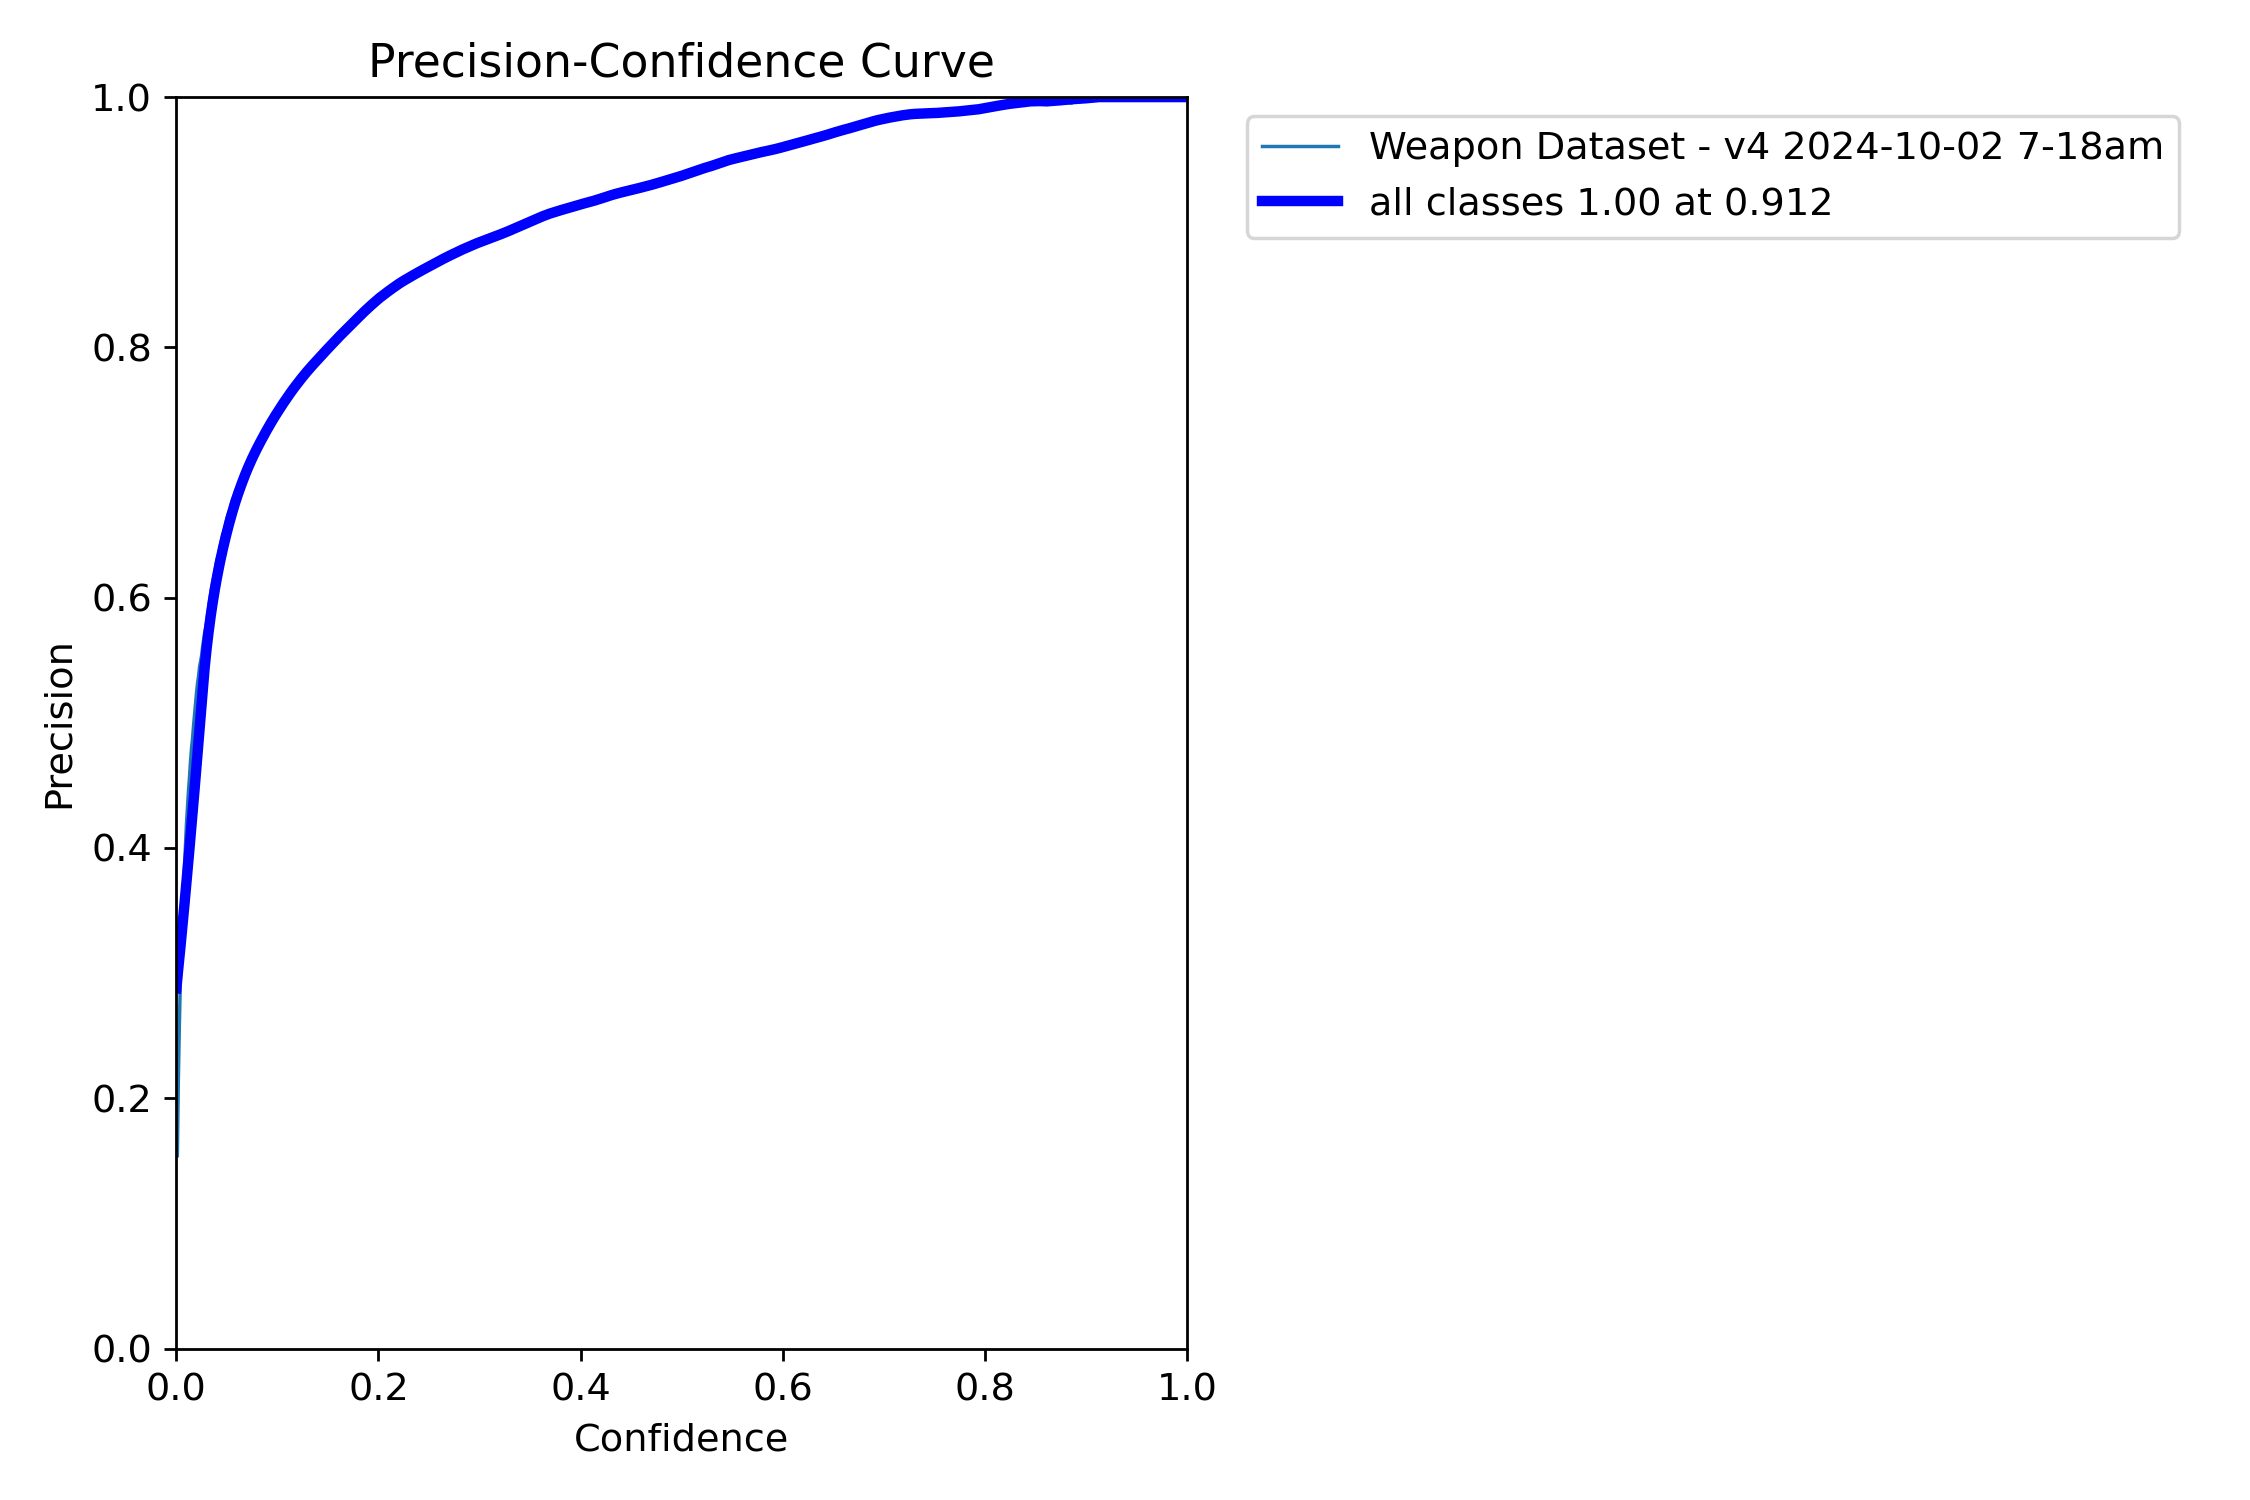 Precision-Confidence Curve
Weapon Dataset - v4 2024-10-02 7-18am
all classes 1.00 at 0.912
1.0
0.8
0.6
0.4
0.2
0.0
Precision
0.0 0.2 0.4 0.6 0.8 1.0
Confidence